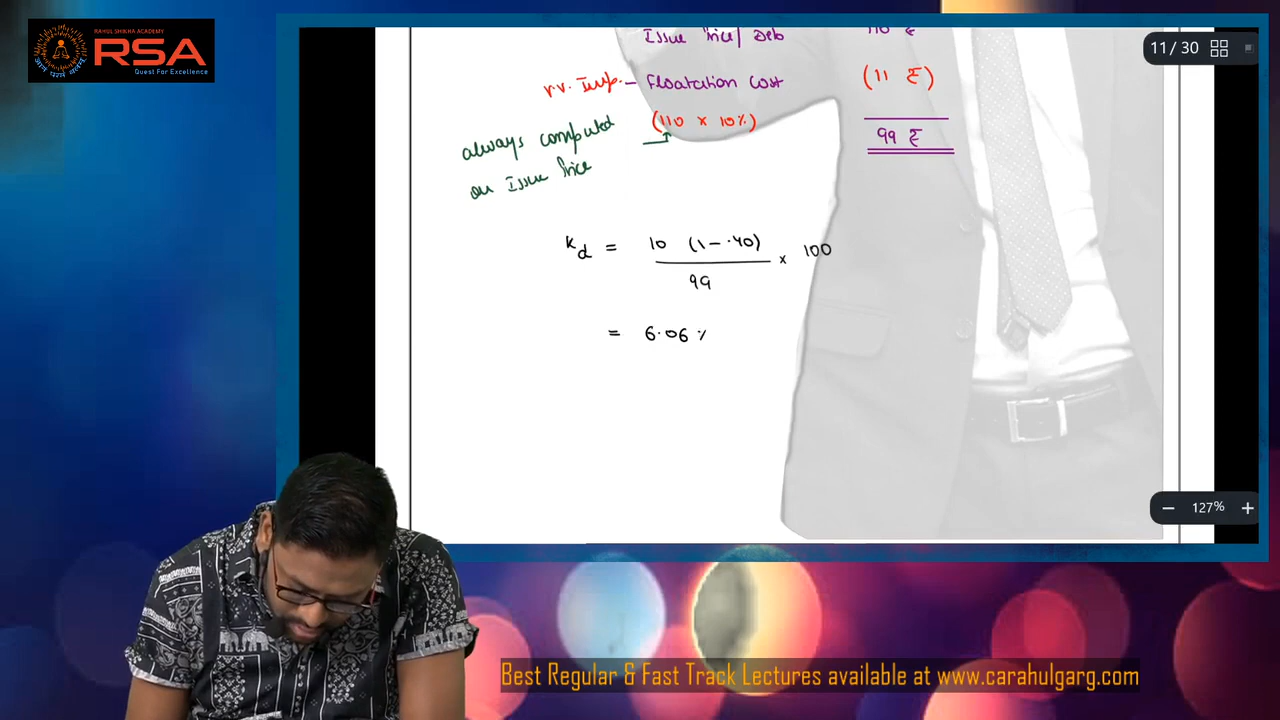 RAHUL SHIKHA ACADEMY
RSA
Quest For Excellence
11 / 30
Issue Price/ Deb 110 ₹
v.v. Imp. - Floatation Cost (11 ₹)
(110 x 10%)
always computed
on Issue Price
99 ₹
Kd = 10 (1 - .40)
99
x 100
= 6.06 %
127%
Best Regular & Fast Track Lectures available at www.carahulgarg.com